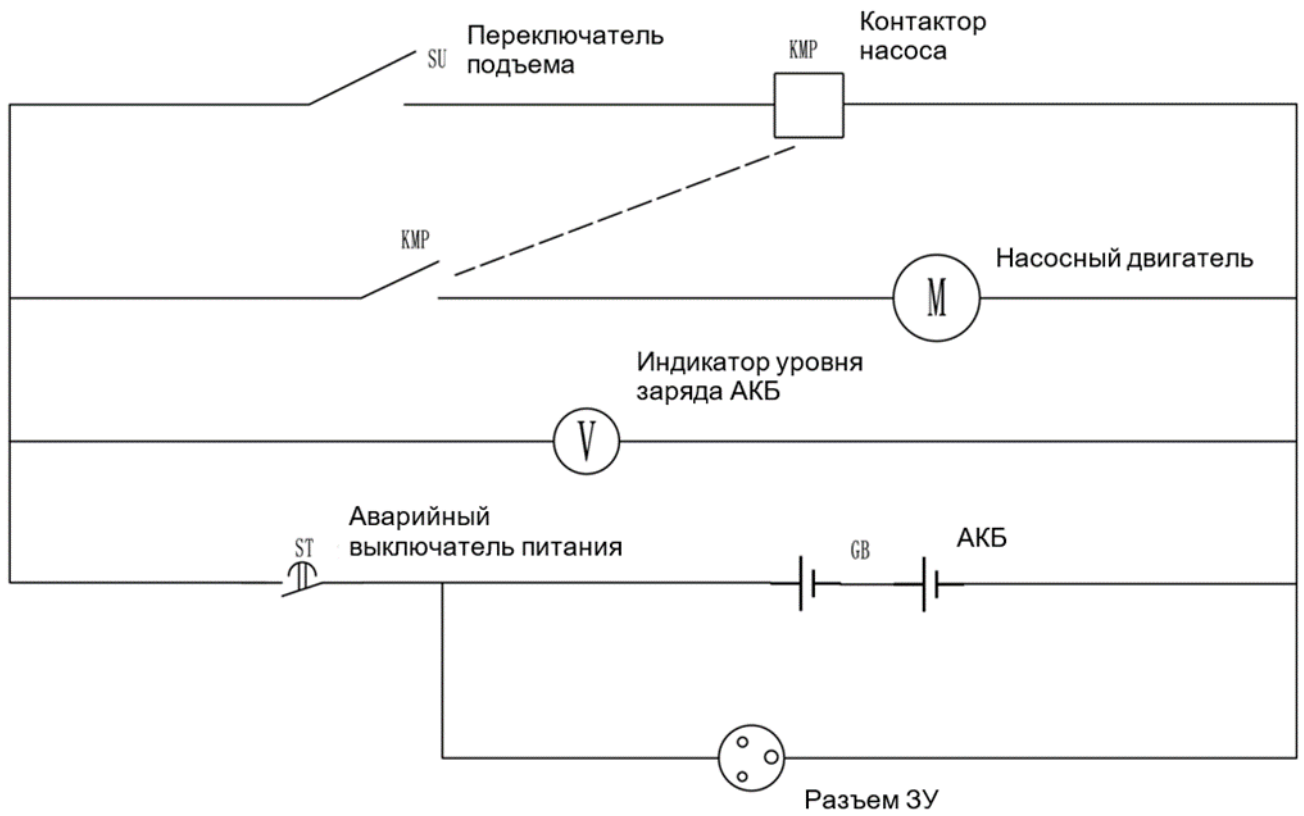 Переключатель
подъема
SU
KMP
Контактор
насоса
KMP
Насосный двигатель
M
Индикатор уровня
заряда АКБ
V
Аварийный
выключатель питания
ST
GB
АКБ
Разъем ЗУ